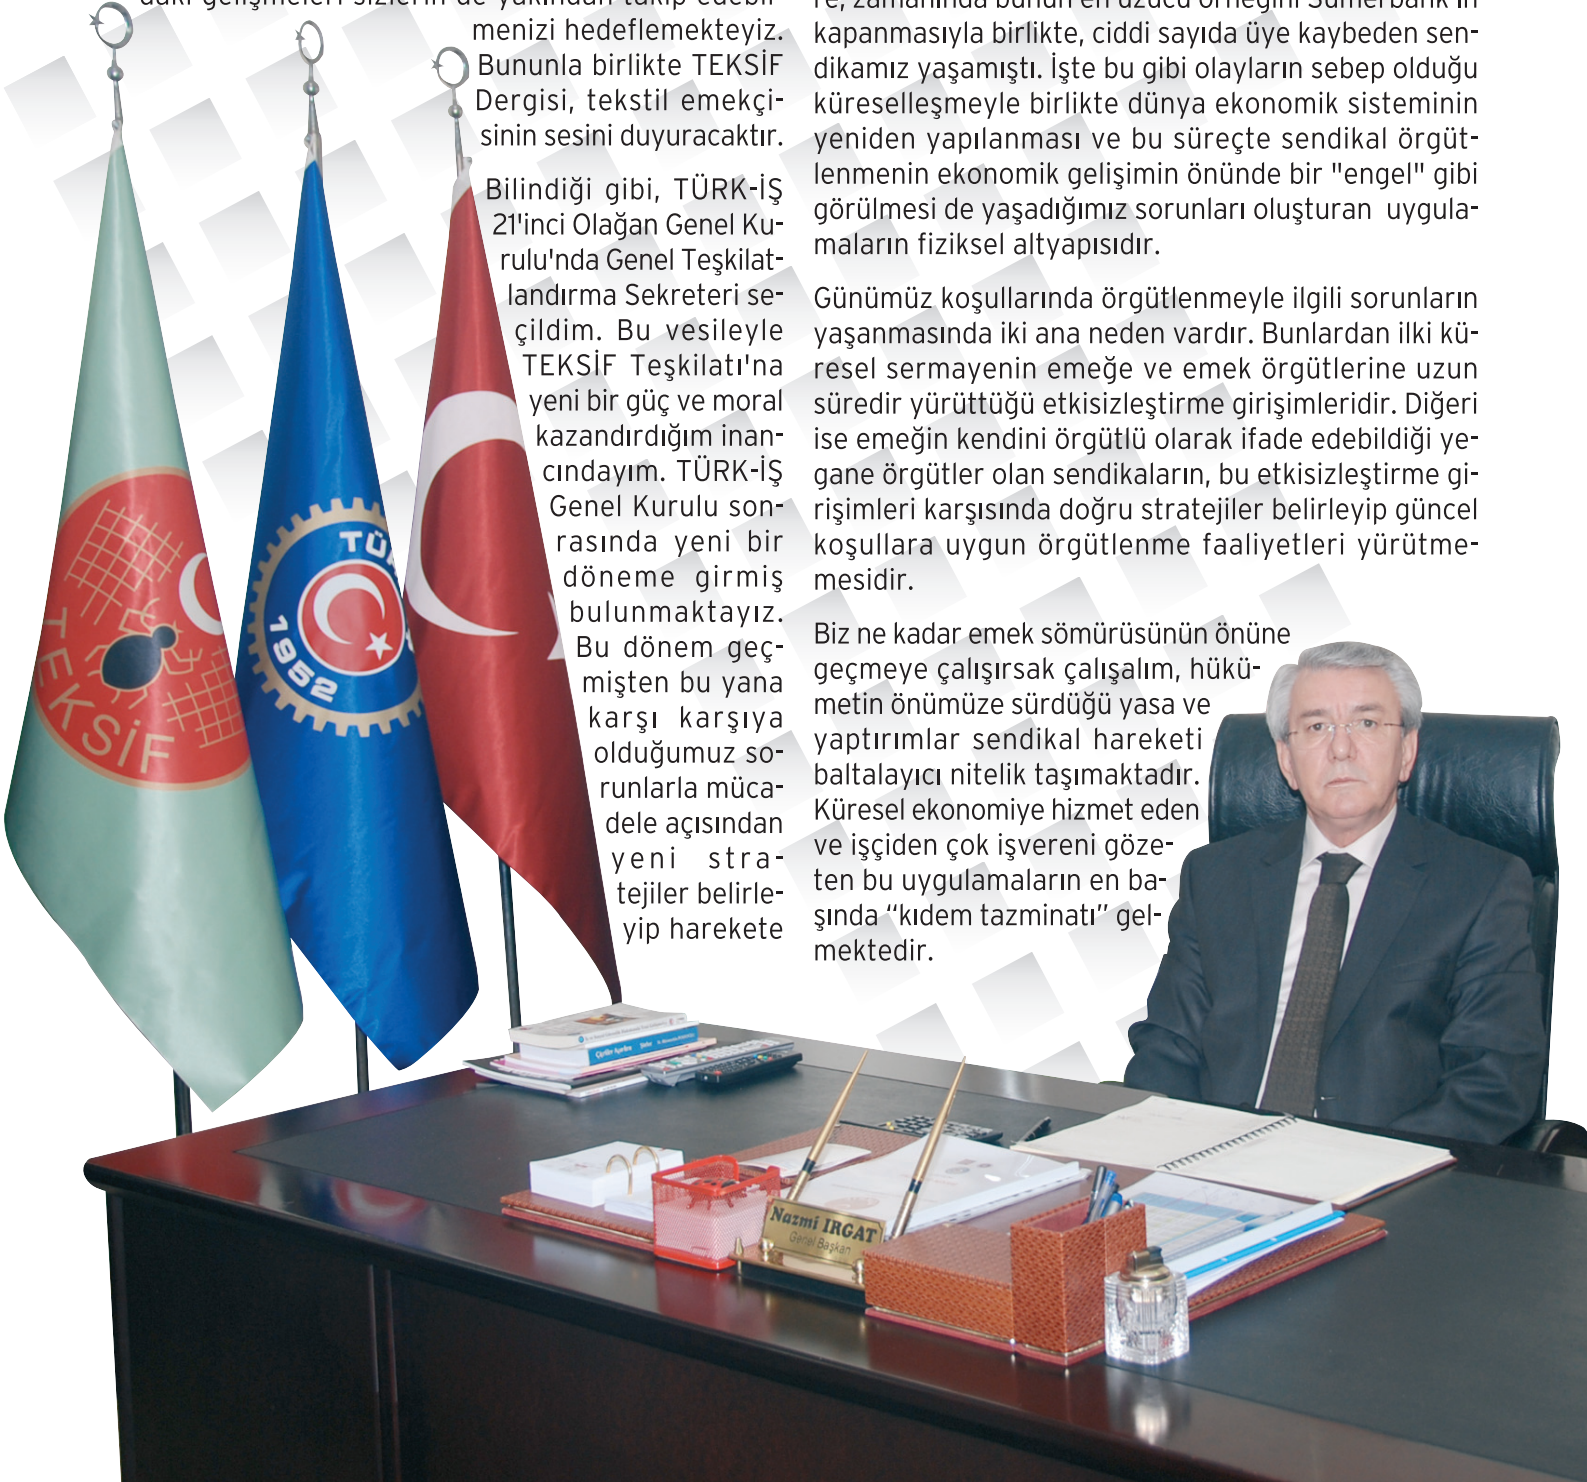 menizi hedeflemekteyiz.
Bununla birlikte TEKSİF
Dergisi, tekstil emekçi-
sinin sesini duyuracaktır.
Bilindiği gibi, TÜRK-İŞ
21'inci Olağan Genel Ku-
rulu'nda Genel Teşkilat-
landırma Sekreteri se-
çildim. Bu vesileyle
TEKSİF Teşkilatı'na
yeni bir güç ve moral
kazandırdığım inan-
cındayım. TÜRK-İŞ
Genel Kurulu son-
rasında yeni bir
döneme girmiş
bulunmaktayız.
Bu dönem geç-
mişten bu yana
karşı karşıya
olduğumuz so-
runlarla müca-
dele açısından
yeni stra-
tejiler belirle-
yip harekete
kapanmasıyla birlikte, ciddi sayıda üye kaybeden sen-
dikamız yaşamıştı. İşte bu gibi olayların sebep olduğu
küreselleşmeyle birlikte dünya ekonomik sisteminin
yeniden yapılanması ve bu süreçte sendikal örgüt-
lenmenin ekonomik gelişimin önünde bir "engel" gibi
görülmesi de yaşadığımız sorunları oluşturan uygula-
maların fiziksel altyapısıdır.
Günümüz koşullarında örgütlenmeyle ilgili sorunların
yaşanmasında iki ana neden vardır. Bunlardan ilki kü-
resel sermayenin emeğe ve emek örgütlerine uzun
süredir yürüttüğü etkisizleştirme girişimleridir. Diğeri
ise emeğin kendini örgütlü olarak ifade edebildiği ye-
gane örgütler olan sendikaların, bu etkisizleştirme gi-
rişimleri karşısında doğru stratejiler belirleyip güncel
koşullara uygun örgütlenme faaliyetleri yürütme-
mesidir.
Biz ne kadar emek sömürüsünün önüne
geçmeye çalışırsak çalışalım, hükü-
metin önümüze sürdüğü yasa ve
yaptırımlar sendikal hareketi
baltalayıcı nitelik taşımaktadır.
Küresel ekonomiye hizmet eden
ve işçiden çok işvereni göze-
ten bu uygulamaların en ba-
şında “kıdem tazminatı” gel-
mektedir.
TEKSİF
TÜR
1952
Nazmi IRGAT
Genel Başkan